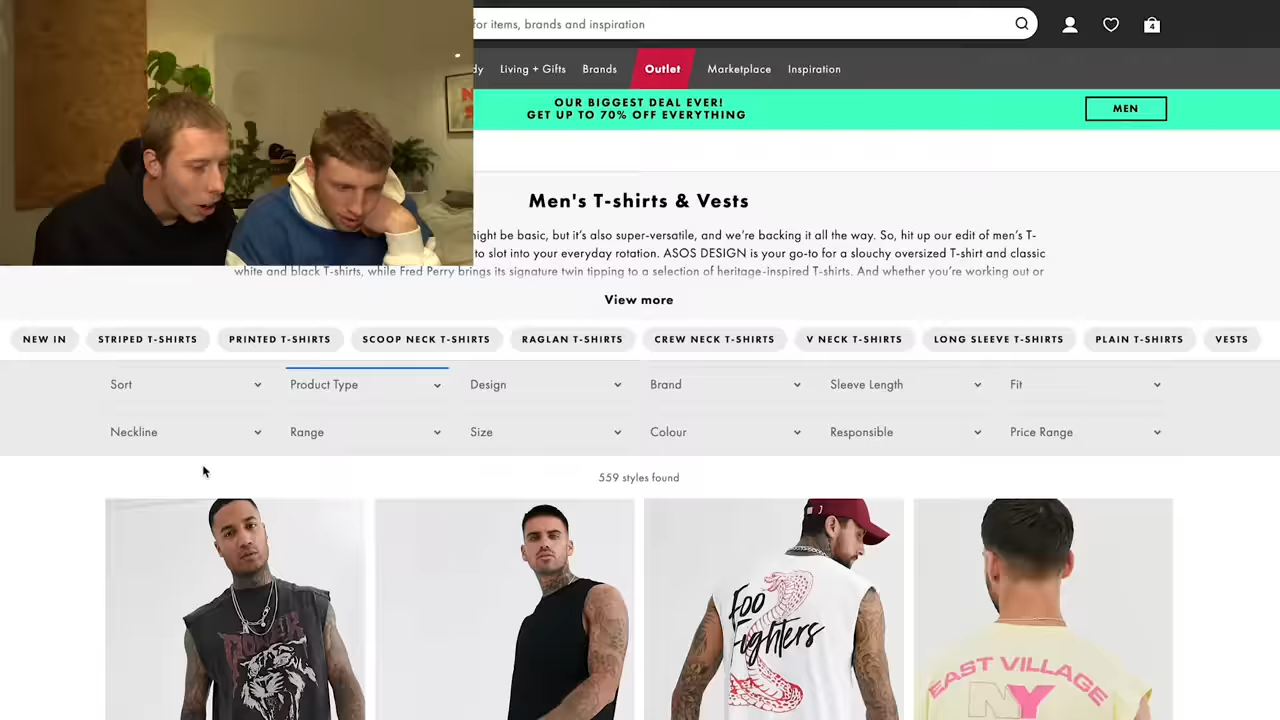 for items, brands and inspiration
4
dy Living + Gifts Brands Outlet Marketplace Inspiration
OUR BIGGEST DEAL EVER!
GET UP TO 70% OFF EVERYTHING
MEN
Men's T-shirts & Vests
ight be basic, but it's also super-versatile, and we're backing it all the way. So, hit up our edit of men's T-
to slot into your everyday rotation. ASOS DESIGN is your go-to for a slouchy oversized T-shirt and classic
white and black T-shirts, while Fred Perry brings its signature twin tipping to a selection of heritage-inspired T-shirts. And whether you're working out or
View more
NEW IN STRIPED T-SHIRTS PRINTED T-SHIRTS SCOOP NECK T-SHIRTS RAGLAN T-SHIRTS CREW NECK T-SHIRTS V NECK T-SHIRTS LONG SLEEVE T-SHIRTS PLAIN T-SHIRTS VESTS
Sort Product Type Design Brand Sleeve Length Fit
Neckline Range Size Colour Responsible Price Range
559 styles found
Foo
Fighters
EAST VILLAGE
NY